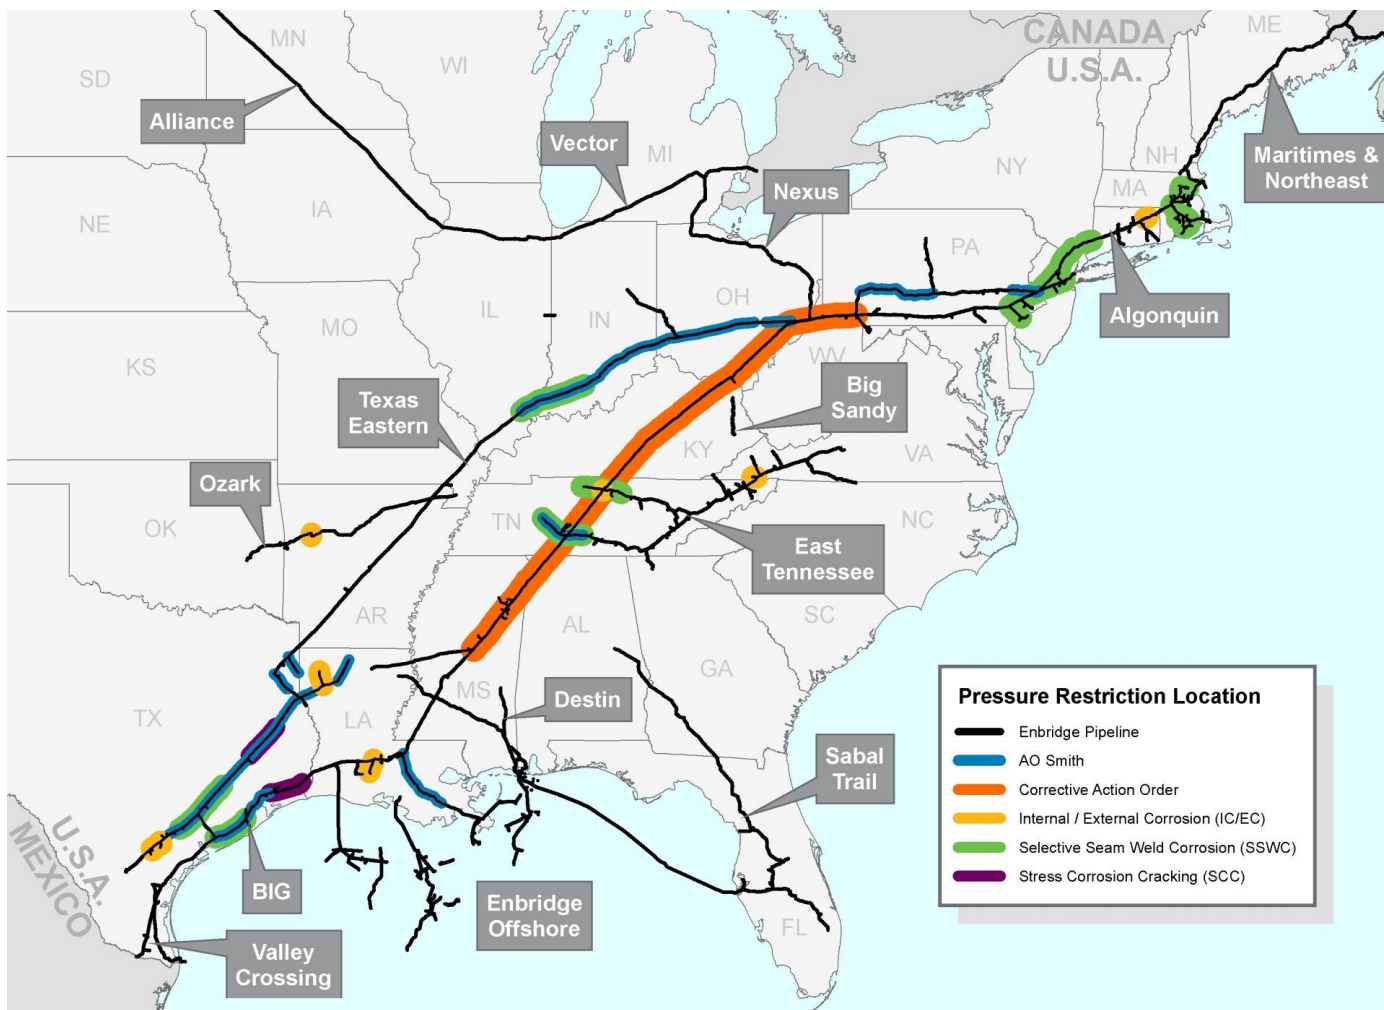 CANADA
U.S.A.
ME
MN
WI
SD
Alliance
Vector
MI
NY
NH
MA
Maritimes &
Northeast
Nexus
NE
IA
PA
OH
IL
IN
MO
Algonquin
KS
WV
Big
Sandy
Texas
Eastern
KY
VA
Ozark
OK
TN
NC
East
Tennessee
AR
AL
SC
GA
MS
Destin
TX
LA
Sabal
Trail
U.S.A.
MEXICO
BIG
Enbridge
Offshore
FL
Valley
Crossing
Pressure Restriction Location
Enbridge Pipeline
AO Smith
Corrective Action Order
Internal / External Corrosion (IC/EC)
Selective Seam Weld Corrosion (SSWC)
Stress Corrosion Cracking (SCC)